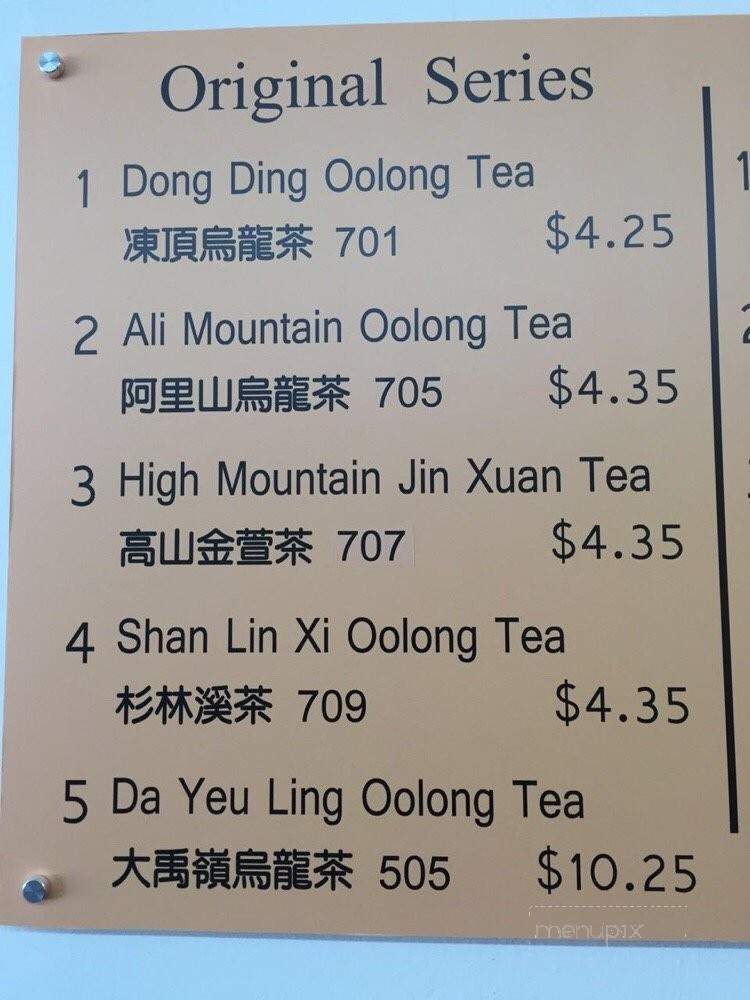 Original Series
1 Dong Ding Oolong Tea
凍頂烏龍茶 701 $4.25
2 Ali Mountain Oolong Tea
阿里山烏龍茶 705 $4.35
3 High Mountain Jin Xuan Tea
高山金萱茶 707 $4.35
4 Shan Lin Xi Oolong Tea
杉林溪茶 709 $4.35
5 Da Yeu Ling Oolong Tea
大禹嶺烏龍茶 505 $10.25
menupix